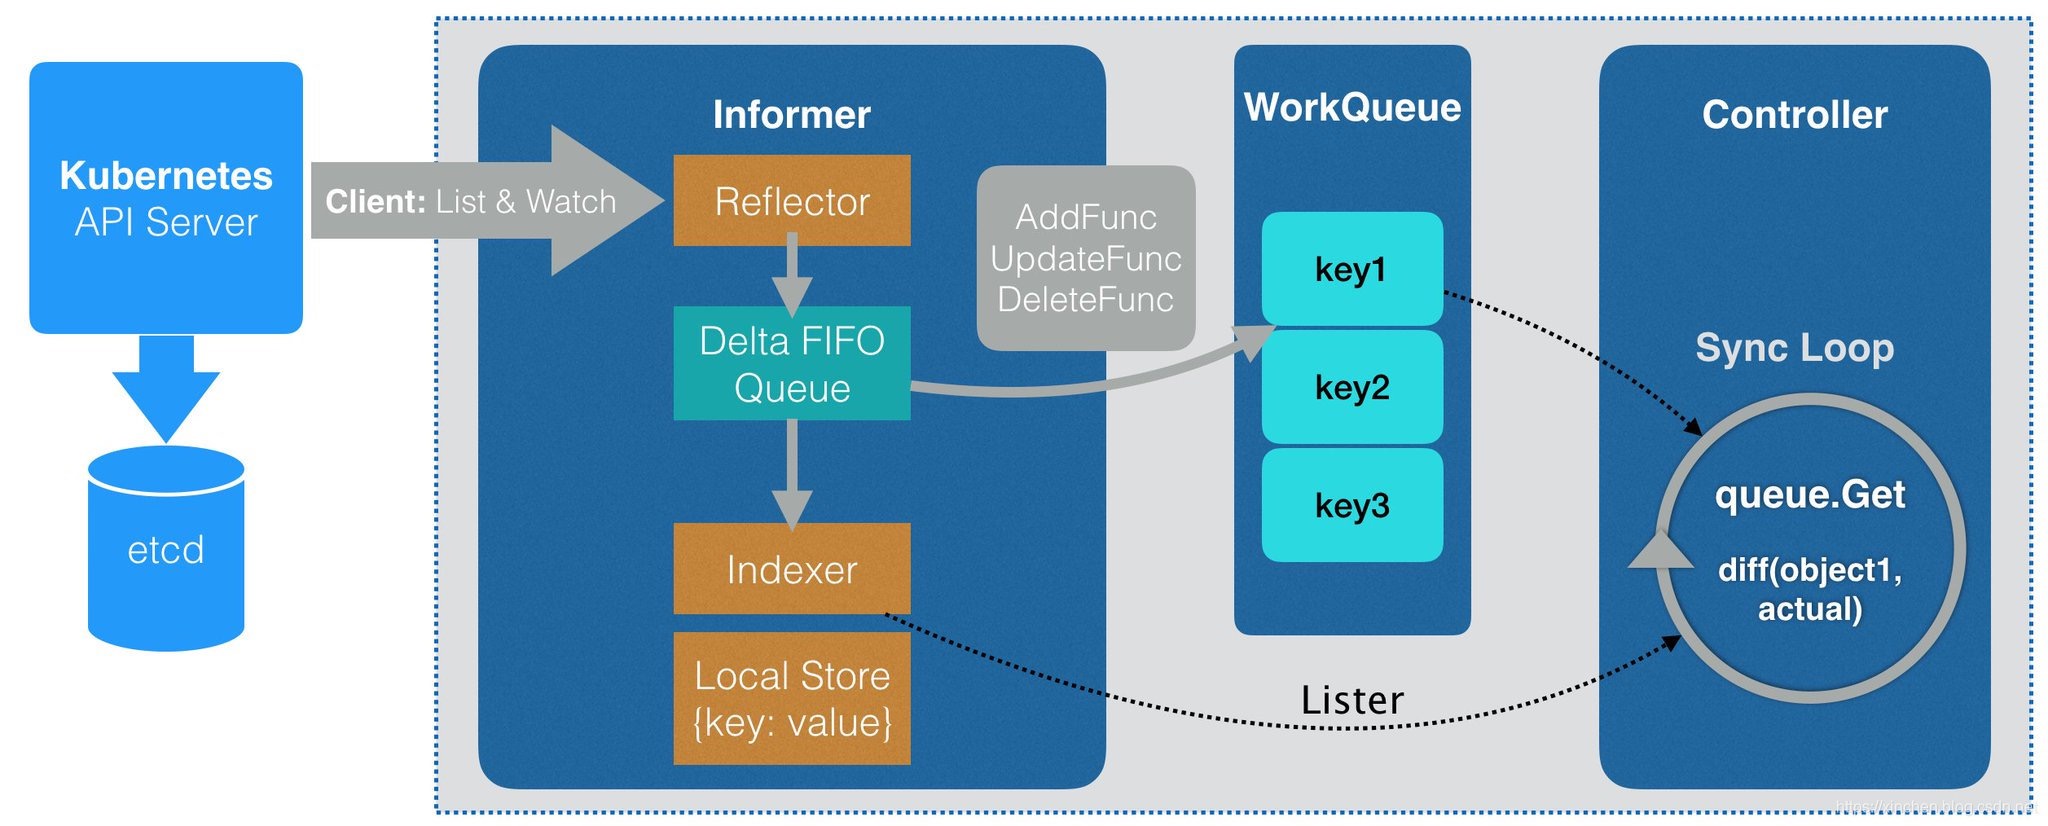 Kubernetes
API Server
etcd
Client: List & Watch
Informer
Reflector
Delta FIFO
Queue
Indexer
Local Store
{key: value}
AddFunc
UpdateFunc
DeleteFunc
WorkQueue
key1
key2
key3
Lister
Controller
Sync Loop
queue.Get
diff(object1,
actual)
https://xinchen.blog.csdn.net